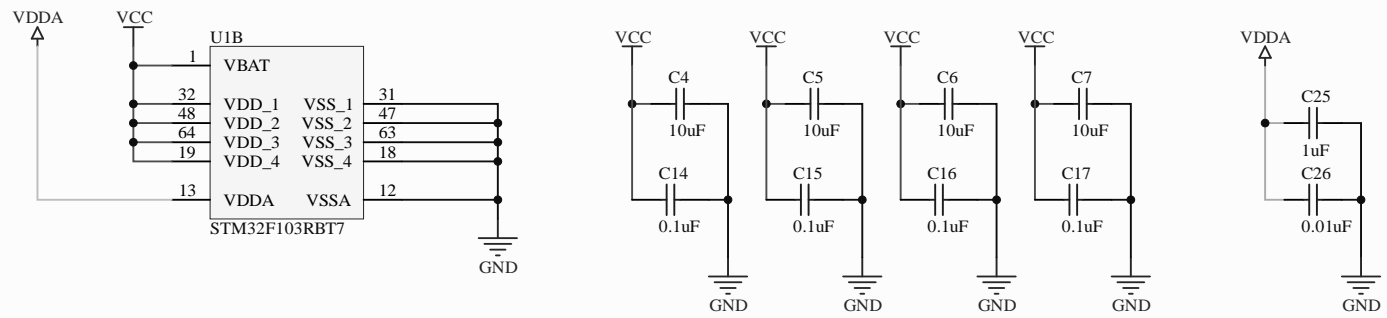 VDDA
VCC
U1B
1 VBAT
32 VDD_1 VSS_1 31
48 VDD_2 VSS_2 47
64 VDD_3 VSS_3 63
19 VDD_4 VSS_4 18
13 VDDA VSSA 12
STM32F103RBT7
GND
VCC
C4
10uF
C14
0.1uF
GND
VCC
C5
10uF
C15
0.1uF
GND
VCC
C6
10uF
C16
0.1uF
GND
VCC
C7
10uF
C17
0.1uF
GND
VDDA
C25
1uF
C26
0.01uF
GND